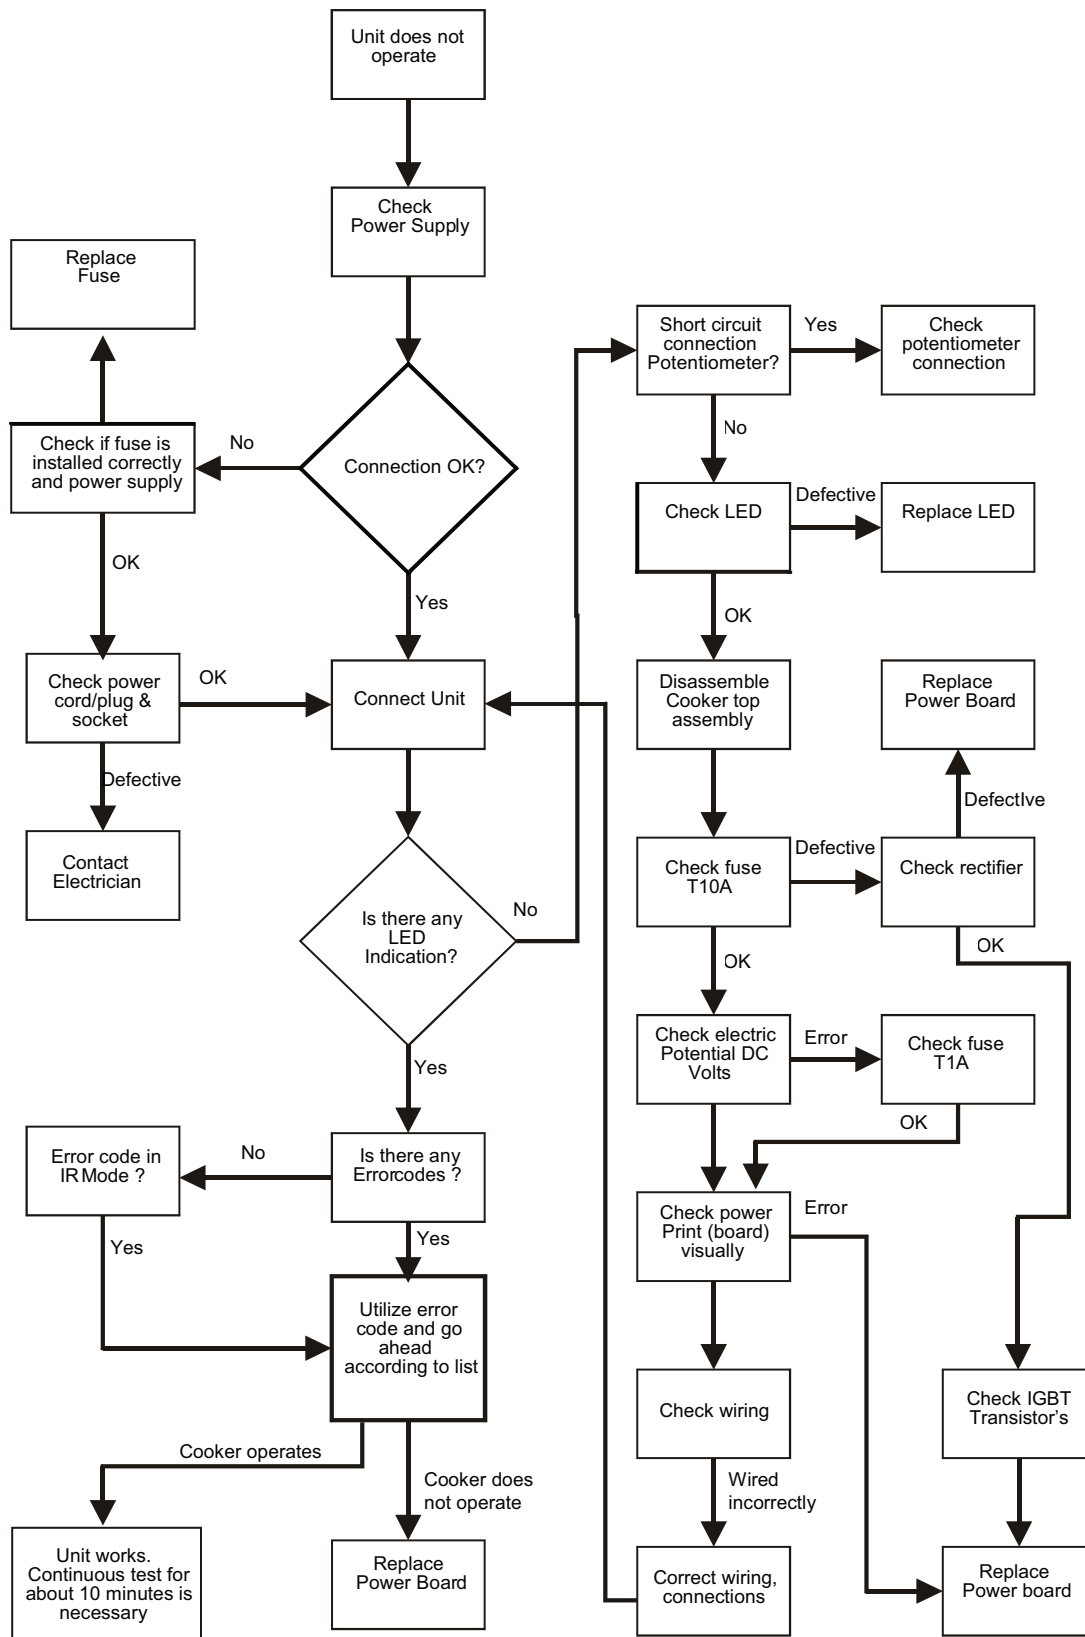 Unit does not
operate
Check
Power Supply
Replace
Fuse
Short circuit
connection
Potentiometer?
Yes
Check
potentiometer
connection
Check if fuse is
installed correctly
and power supply
No
Connection OK?
No
Check LED
Defective
Replace LED
OK
Yes
OK
Check power
cord/plug &
socket
OK
Connect Unit
Disassemble
Cooker top
assembly
Replace
Power Board
Defective
DefectIve
Contact
Electrician
Is there any
LED
Indication?
No
Check fuse
T10A
Defective
Check rectifier
OK
OK
Check electric
Potential DC
Volts
Error
Check fuse
T1A
Yes
OK
Error code in
IR Mode ?
No
Is there any
Errorcodes ?
Check power
Print (board)
visually
Error
Yes
Yes
Utilize error
code and go
ahead
according to list
Check wiring
Check IGBT
Transistor's
Cooker operates
Cooker does
not operate
Wired
incorrectly
Unit works.
Continuous test for
about 10 minutes is
necessary
Replace
Power Board
Correct wiring,
connections
Replace
Power board